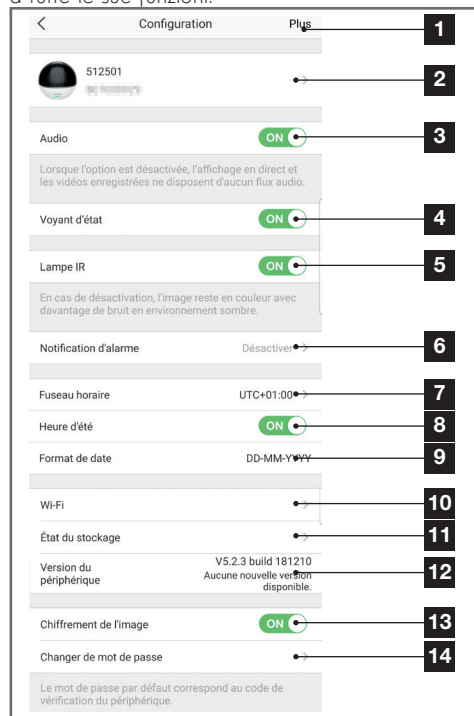 a tutte le sue funzioni.
Configuration Plus 1
512501 2
Audio ON 3
Lorsque l'option est désactivée, l'affichage en direct et
les vidéos enregistrées ne disposent d'aucun flux audio.
Voyant d'état ON 4
Lampe IR ON 5
En cas de désactivation, l'image reste en couleur avec
davantage de bruit en environnement sombre.
Notification d'alarme Désactiver 6
Fuseau horaire UTC+01:00 7
Heure d'été ON 8
Format de date DD-MM-YYYY 9
Wi-Fi 10
État du stockage 11
Version du
périphérique
V5.2.3 build 181210
Aucune nouvelle version
disponible.
12
Chiffrement de l'image ON 13
Changer de mot de passe 14
Le mot de passe par défaut correspond au code de
vérification du périphérique.